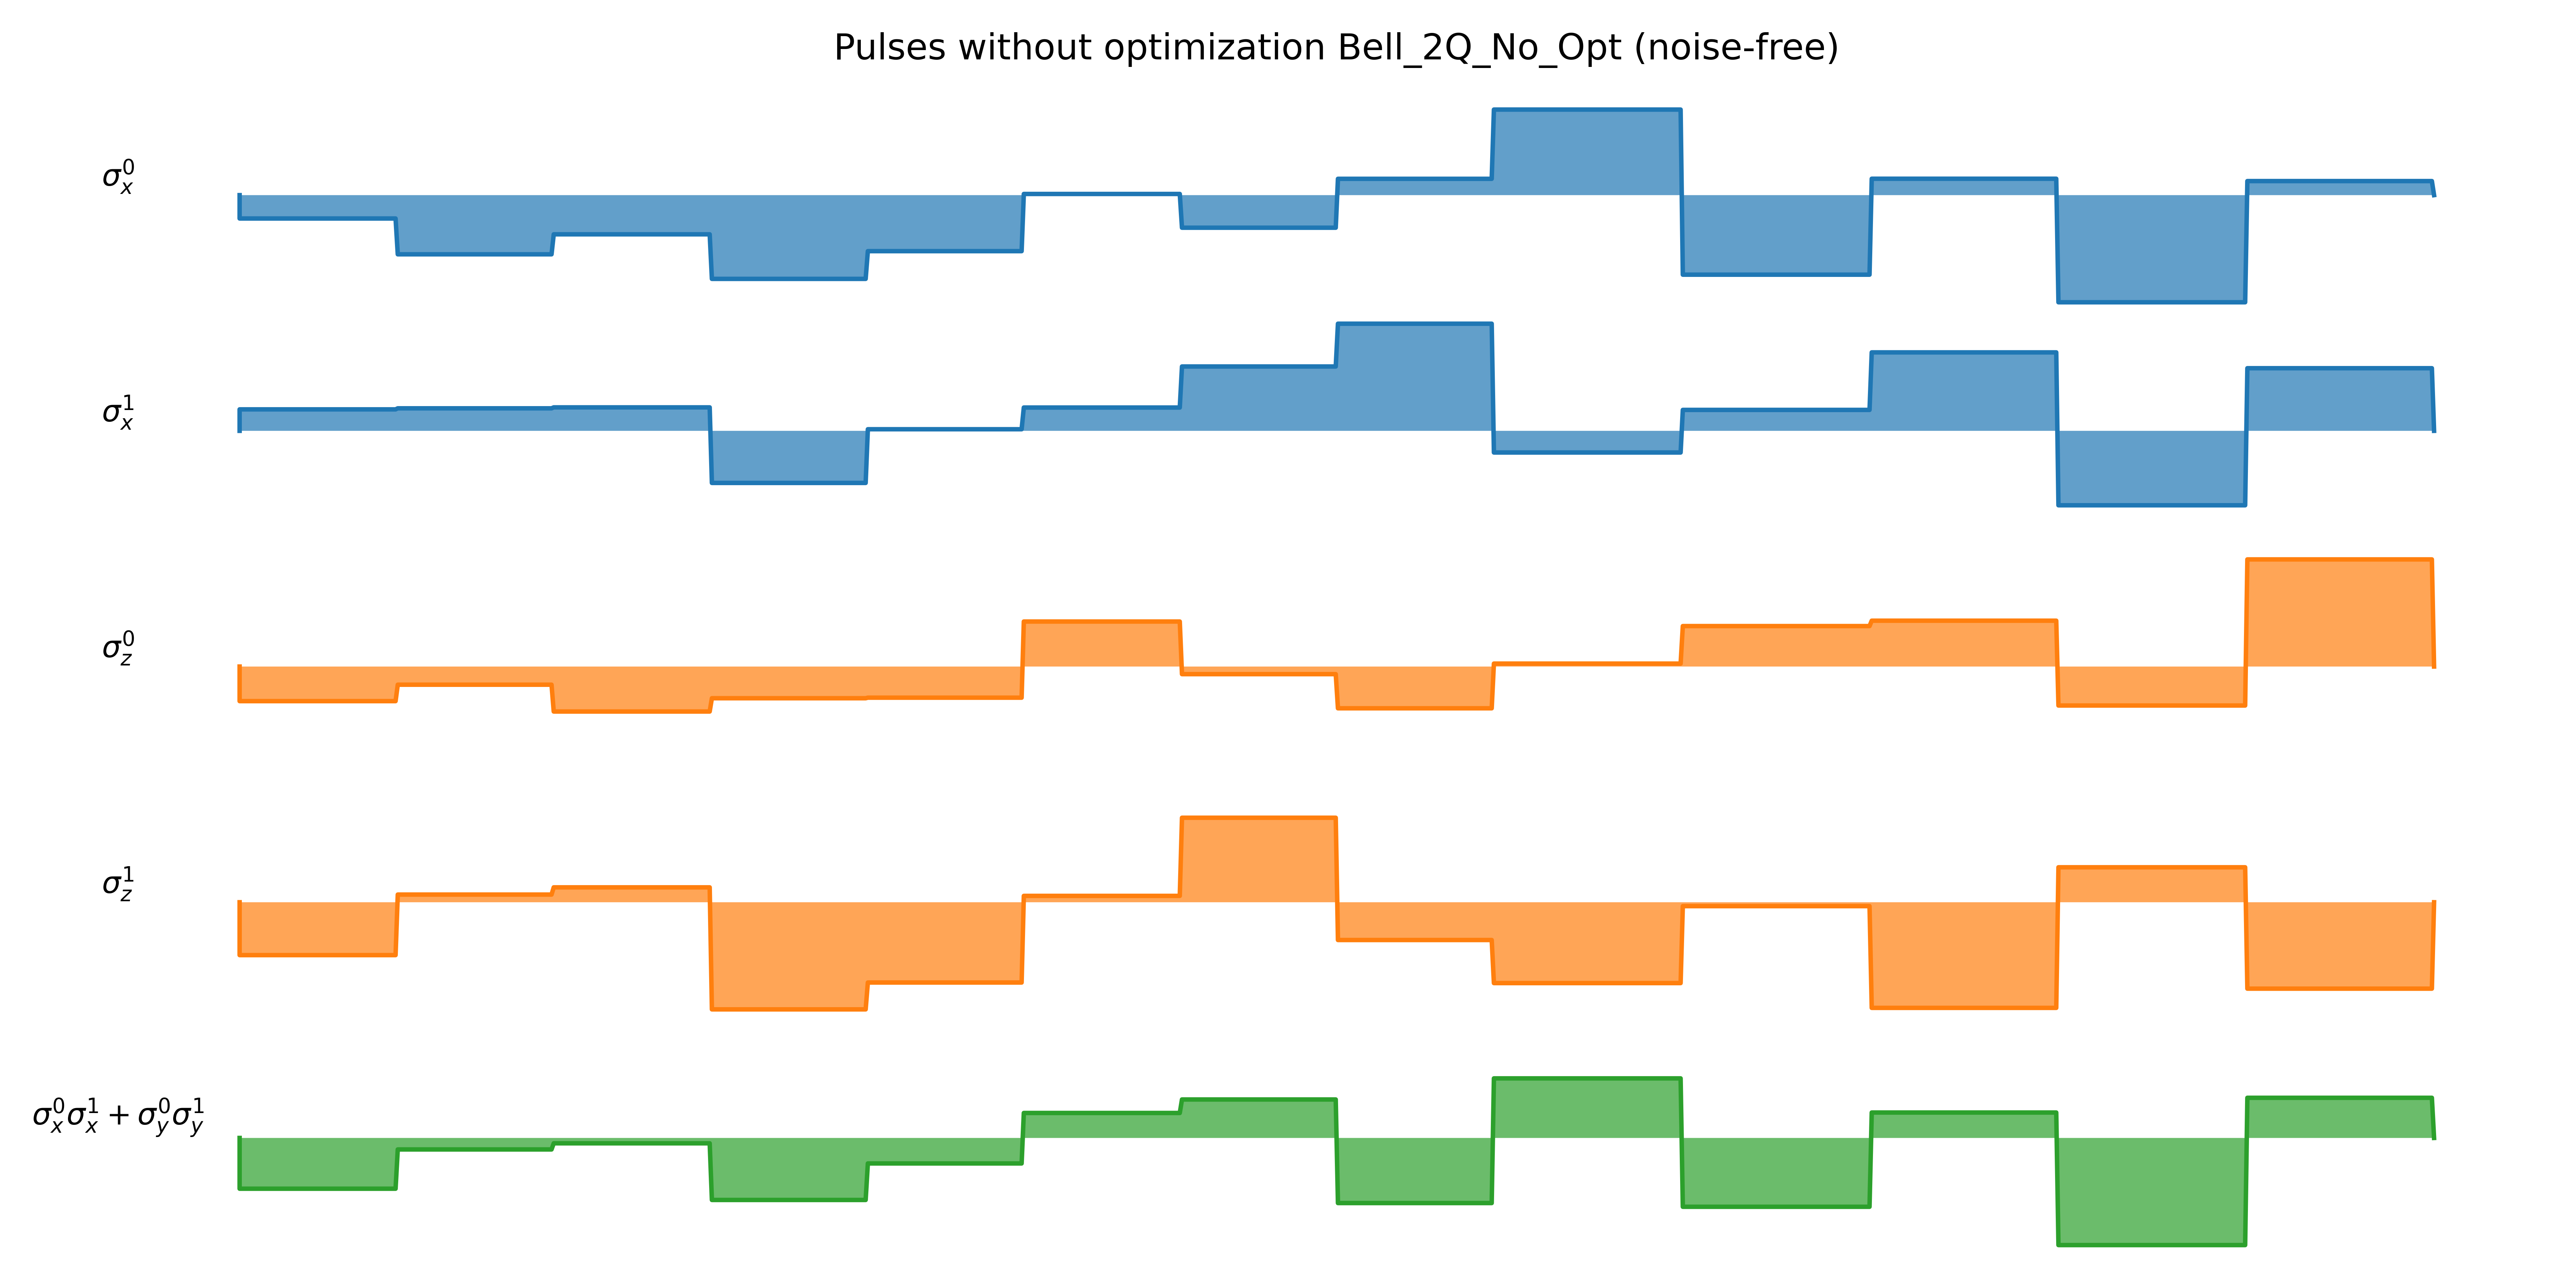 Pulses without optimization Bell_2Q_No_Opt (noise-free)
σ_x^0
σ_x^1
σ_z^0
σ_z^1
σ_x^0σ_x^1 + σ_y^0σ_y^1